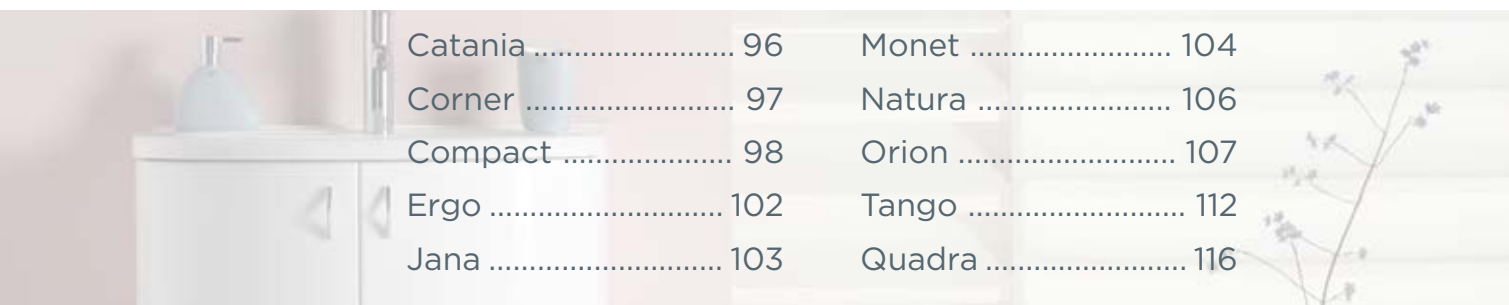 Catania ........................ 96
Corner ......................... 97
Compact .................... 98
Ergo ............................ 102
Jana ............................ 103
Monet ........................ 104
Natura ....................... 106
Orion .......................... 107
Tango .......................... 112
Quadra ........................ 116